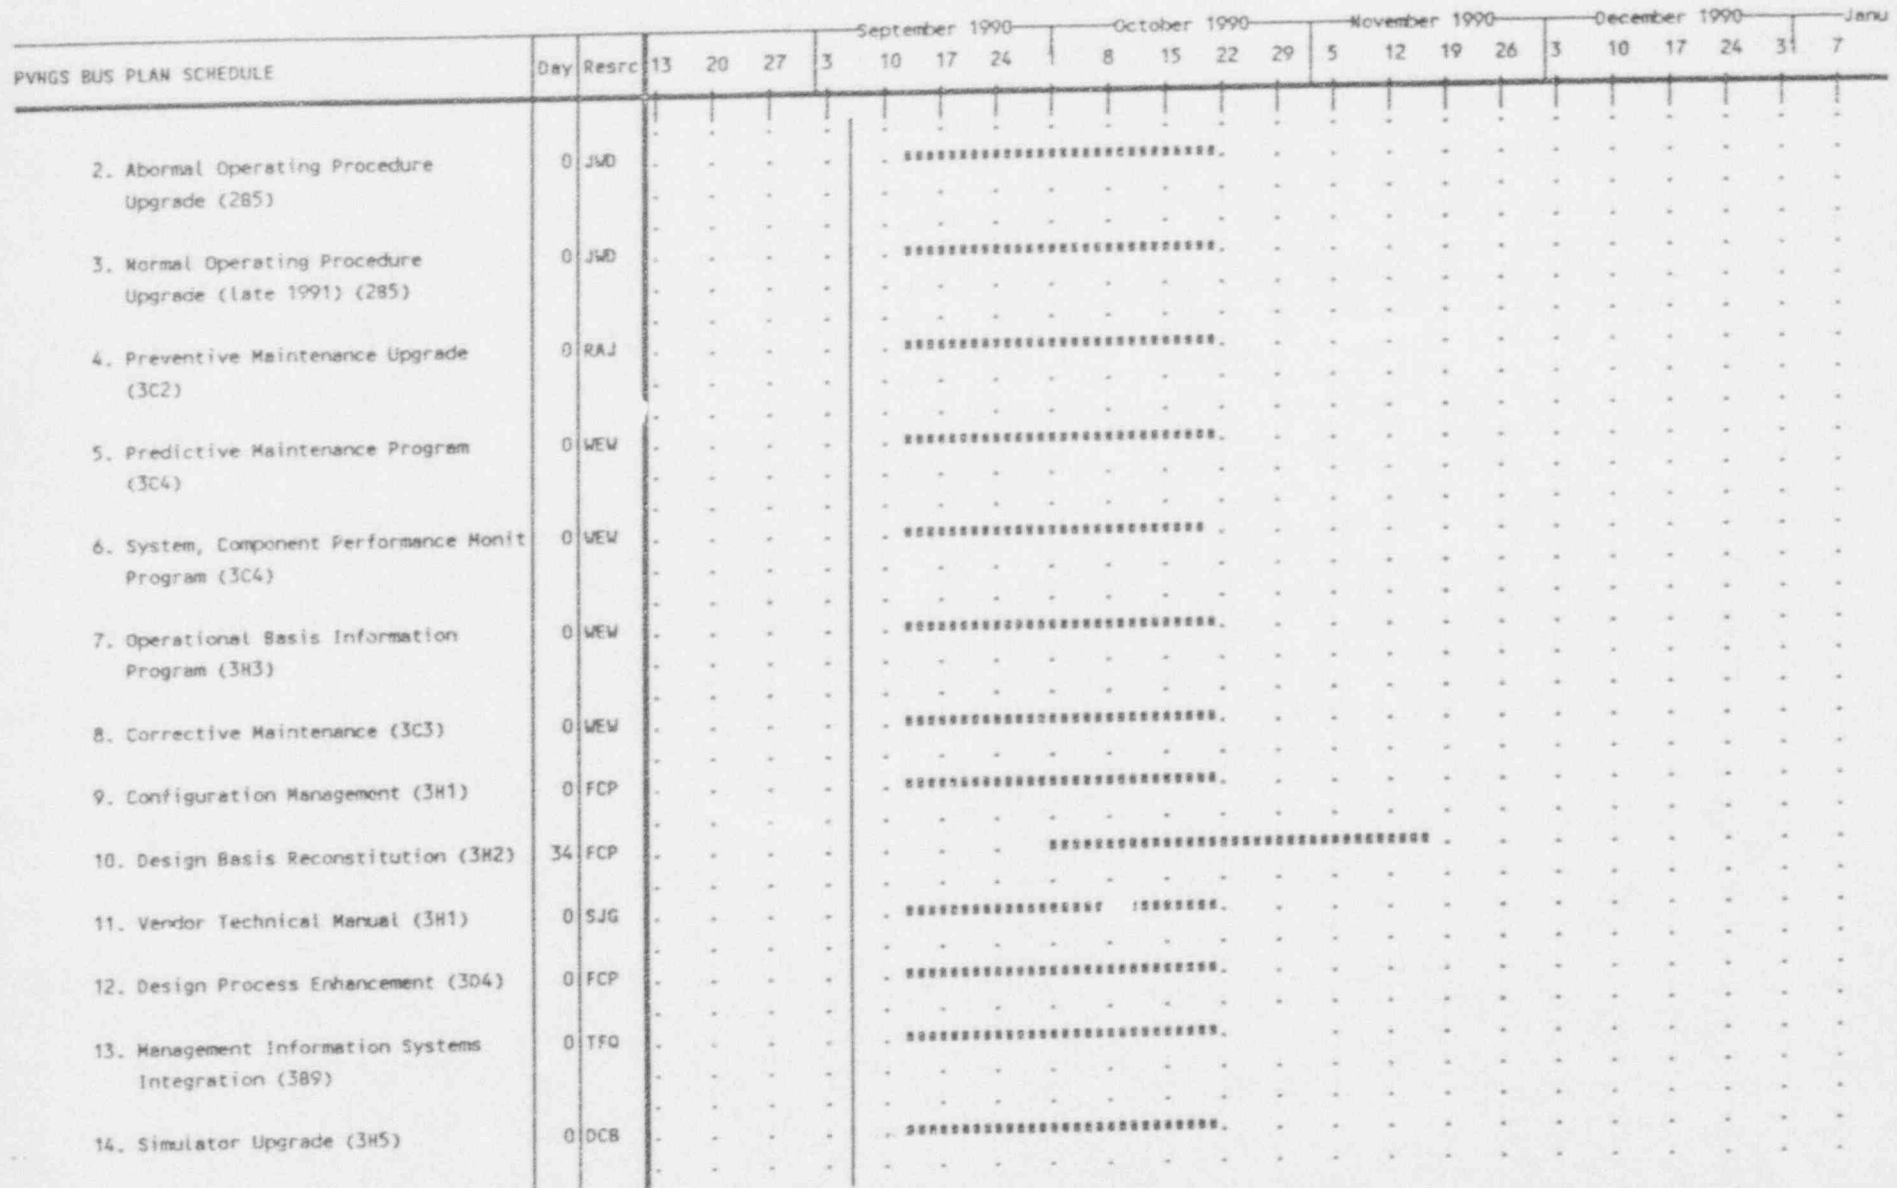 September 1990 October 1990 November 1990 December 1990 Janu
PVNGS BUS PLAN SCHEDULE Day Resrc 13 20 27 3 10 17 24 1 8 15 22 29 5 12 19 26 3 10 17 24 31 7
2. Abormal Operating Procedure 0 JWD
Upgrade (2B5)
3. Normal Operating Procedure 0 JWD
Upgrade (late 1991) (2B5)
4. Preventive Maintenance Upgrade 0 RAJ
(3C2)
5. Predictive Maintenance Program 0 WEW
(3C4)
6. System, Component Performance Monit 0 WEW
Program (3C4)
7. Operational Basis Information 0 WEW
Program (3H3)
8. Corrective Maintenance (3C3) 0 WEW
9. Configuration Management (3H1) 0 FCP
10. Design Basis Reconstitution (3H2) 34 FCP
11. Vendor Technical Manual (3H1) 0 SJG
12. Design Process Enhancement (3D4) 0 FCP
13. Management Information Systems 0 TFQ
Integration (3B9)
14. Simulator Upgrade (3H5) 0 DCB